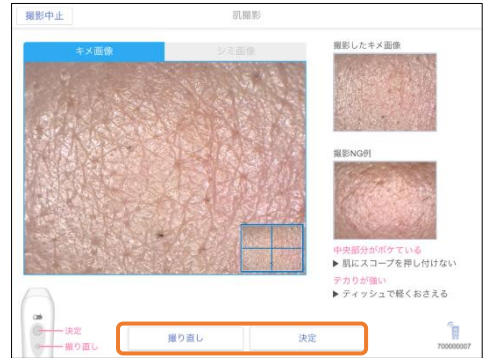 撮影中止
肌撮影
キメ画像
シミ画像
撮影したキメ画像
撮影NG例
中央部分がボケている
▶ 肌にスコープを押し付けない
テカりが強い
▶ ティッシュで軽くおさえる
決定
撮り直し
撮り直し
決定
700000007